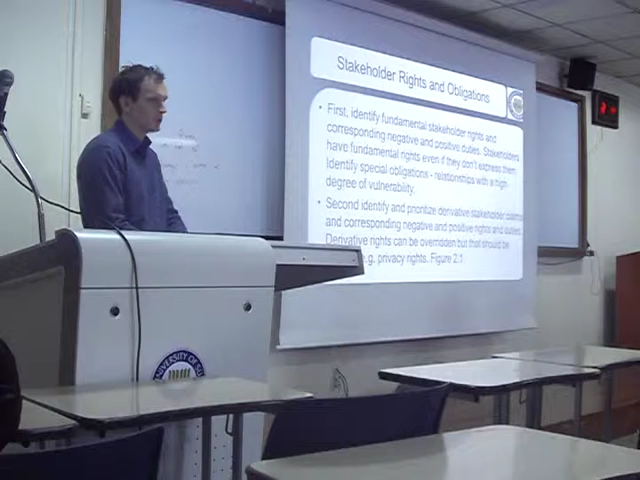 Stakeholder Rights and Obligations
• First, identify fundamental stakeholder rights and
corresponding negative and positive duties. Stakeholders
have fundamental rights even if they don't express them.
Identify special obligations - relationships with a high
degree of vulnerability.
• Second identify and prioritize derivative stakeholder claims
and corresponding negative and positive rights and duties.
Derivative rights can be overridden but that should be
e.g. privacy rights. Figure 2.1
UNIVERSITY OF